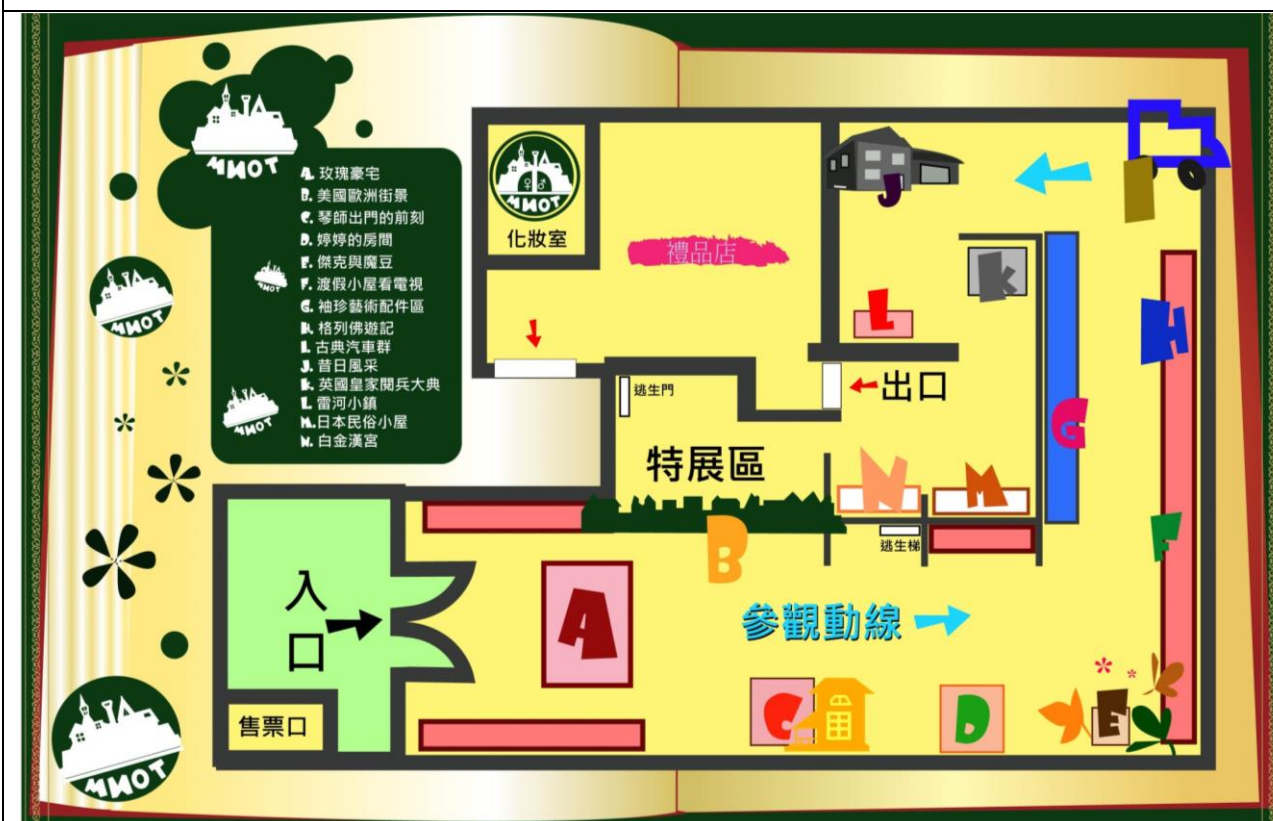 MNOT
A. 玫瑰豪宅
B. 美國歐洲街景
C. 琴師出門的前刻
D. 婷婷的房間
E. 傑克與魔豆
F. 渡假小屋看電視
G. 袖珍藝術配件區
H. 格列佛遊記
I. 古典汽車群
J. 昔日風采
k. 英國皇家閱兵大典
L. 雷河小鎮
M.日本民俗小屋
N. 白金漢宮
MNOT
MNOT
MNOT
MNOT
化妝室
禮品店
J
I
k
L
H
逃生門
出口
G
特展區
N
M
B
逃生梯
F
入口
A
參觀動線
C
D
E
售票口